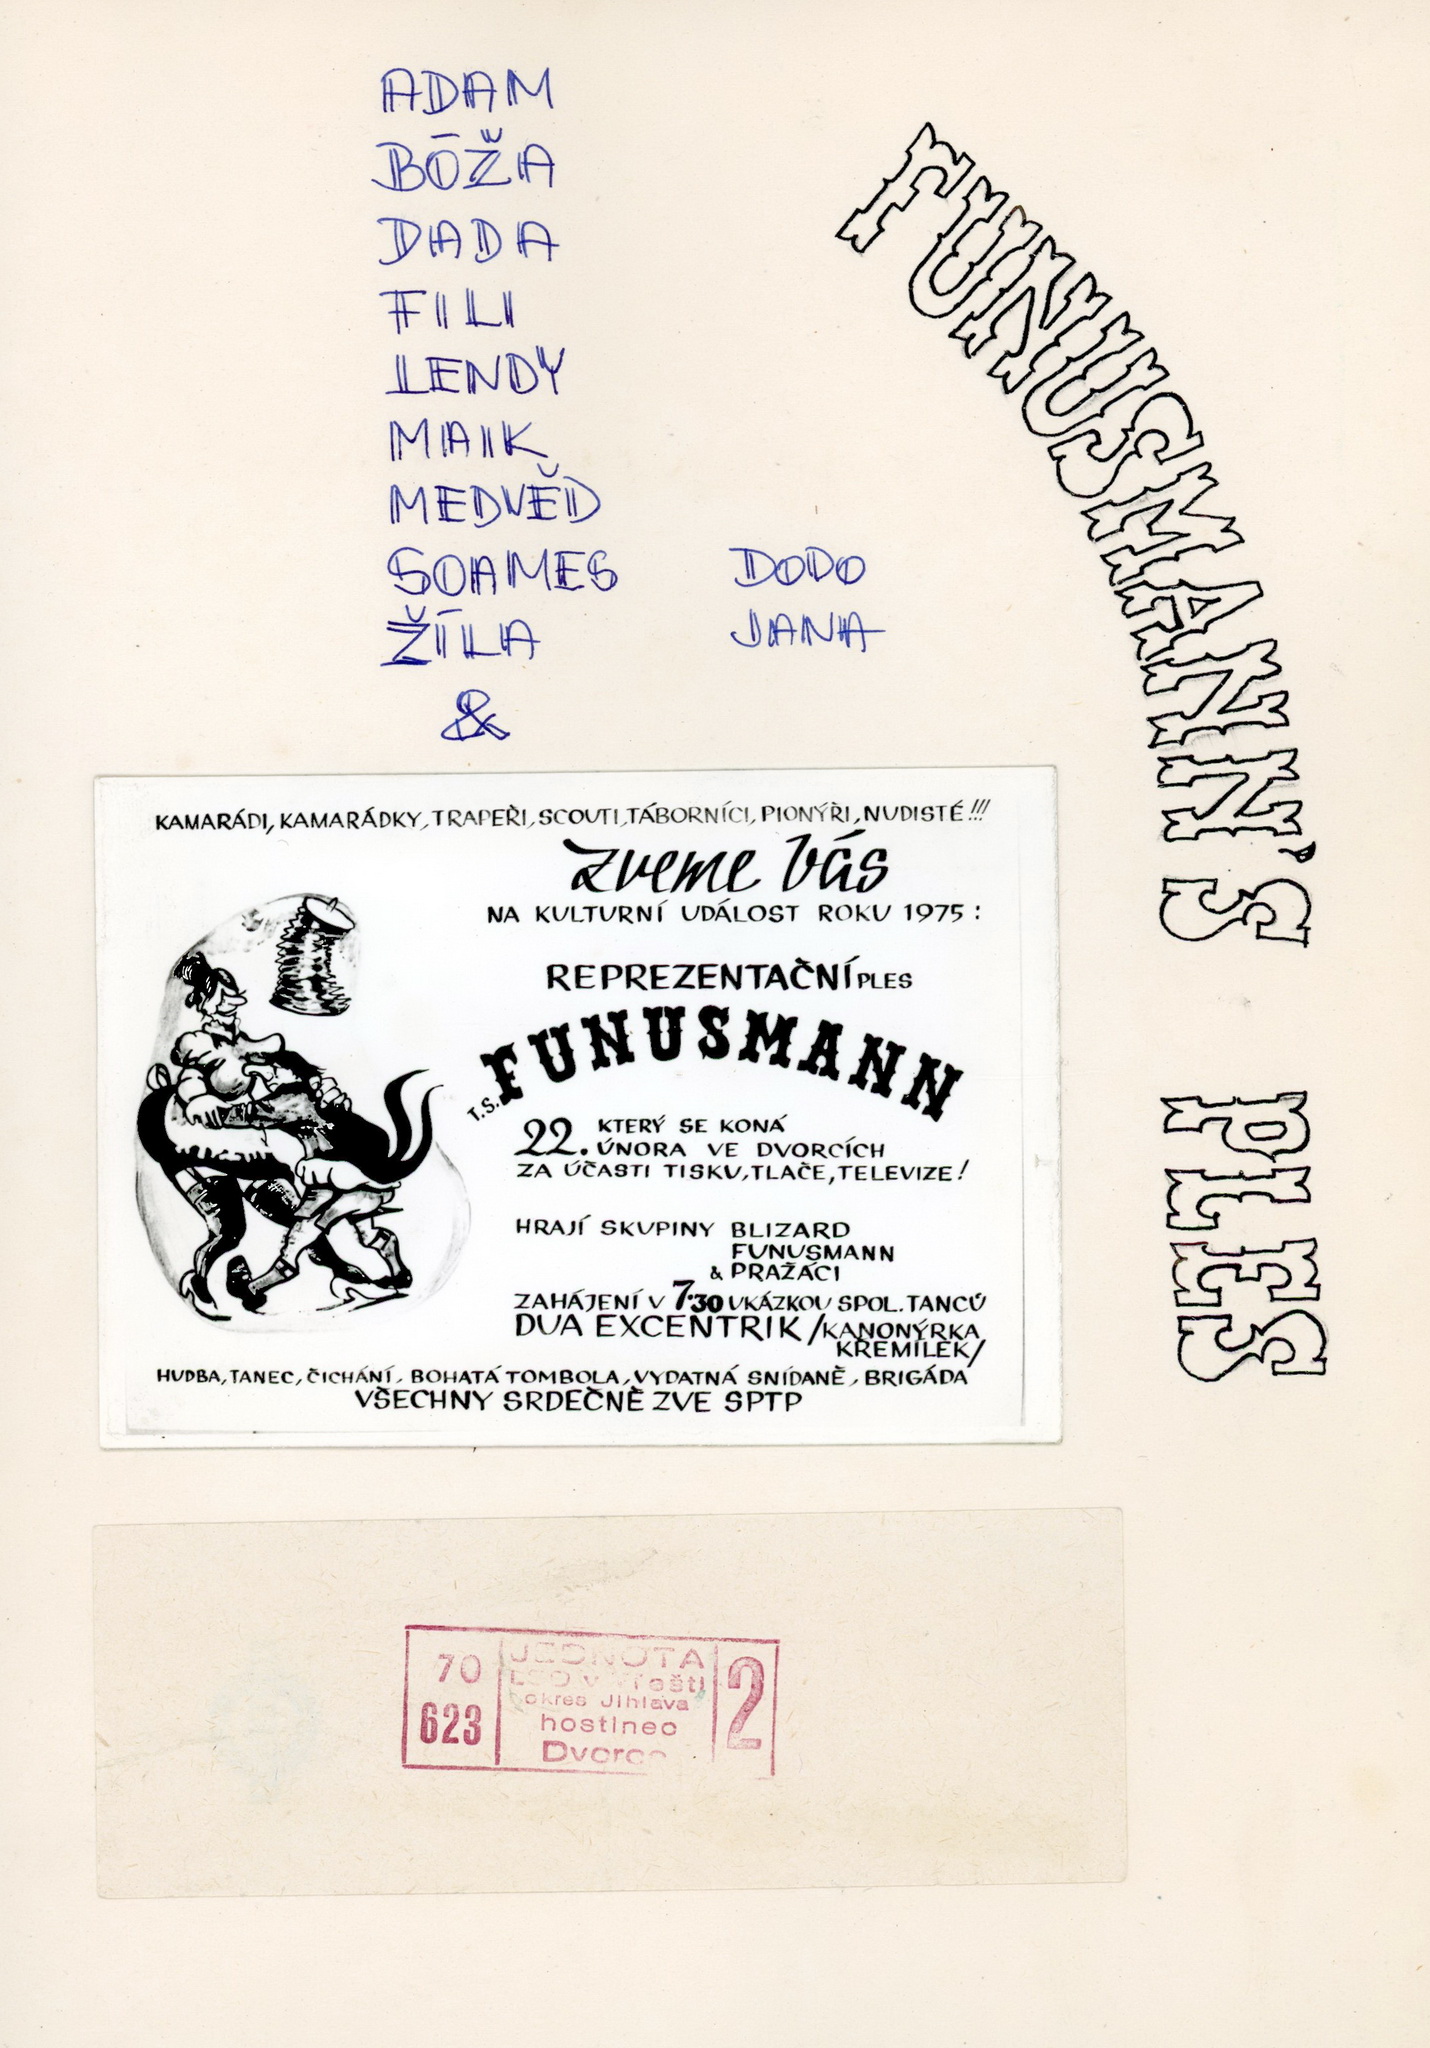 ADAM
BÓŽA
DADA
FILI
LENDY
MAIK
MEDVĚD
SOAMES DODO
ŽÍLA JANA
&
FUNUSMANN'S PLES
KAMARÁDI, KAMARÁDKY, TRAPEŘI, SCOUTI, TÁBORNÍCI, PIONÝŘI, NUDISTÉ!!!
zveme vás
NA KULTURNÍ UDÁLOST ROKU 1975:
REPREZENTAČNÍ PLES
T.S. FUNUSMANN
KTERÝ SE KONÁ
22. ÚNORA VE DVORCÍCH
ZA ÚČASTI TISKU, TLAČE, TELEVIZE!
HRAJÍ SKUPINY BLIZARD
FUNUSMANN
& PRAŽÁCI
ZAHÁJENÍ V 7.30 UKÁZKOU SPOL. TANCŮ
DUA EXCENTRIK /KANONÝRKA
KŘEMÍLEK/
HUDBA, TANEC, ČICHÁNÍ, BOHATÁ TOMBOLA, VYDATNÁ SNÍDANĚ, BRIGÁDA
VŠECHNY SRDEČNĚ ZVE SPTP
70
623
JEDNOTA
LSD v Třešti
okres Jihlava
hostinec
2